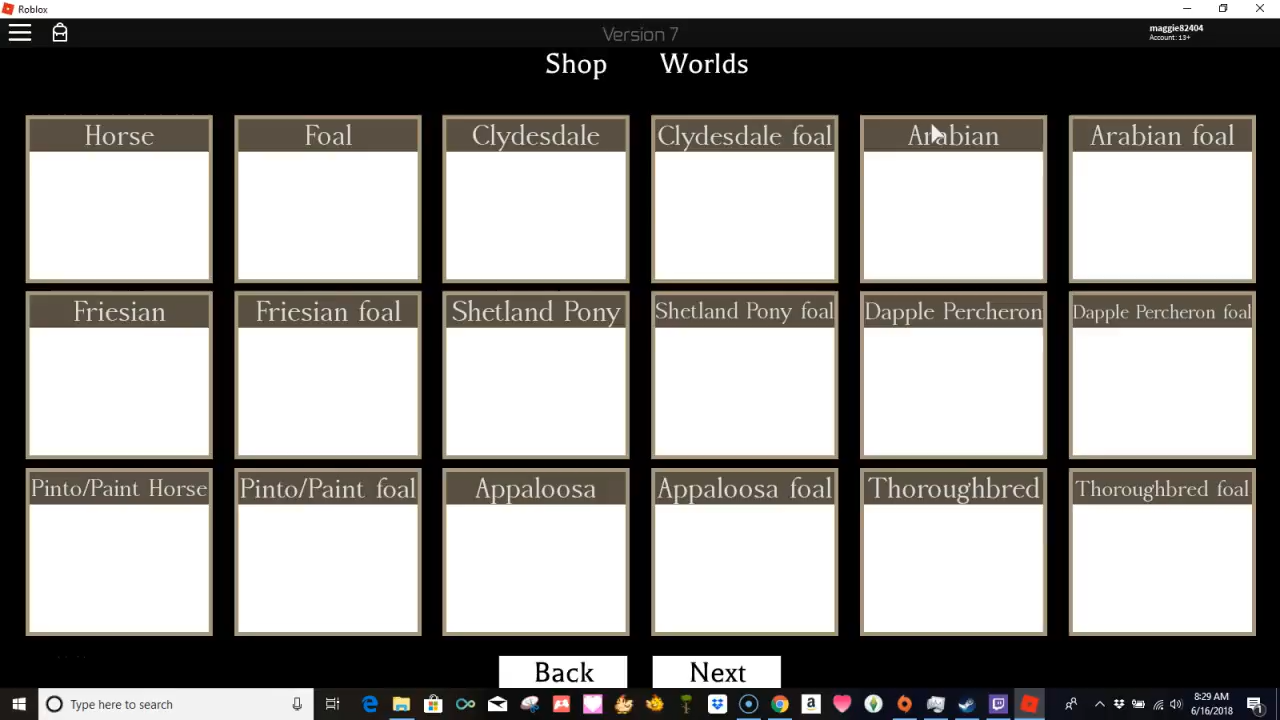 Roblox
Version 7
maggie82404
Account: 13+
Shop Worlds
Horse Foal Clydesdale Clydesdale foal Arabian Arabian foal
Friesian Friesian foal Shetland Pony Shetland Pony foal Dapple Percheron Dapple Percheron foal
Pinto/Paint Horse Pinto/Paint foal Appaloosa Appaloosa foal Thoroughbred Thoroughbred foal
Back Next
Type here to search
8:29 AM
6/16/2018